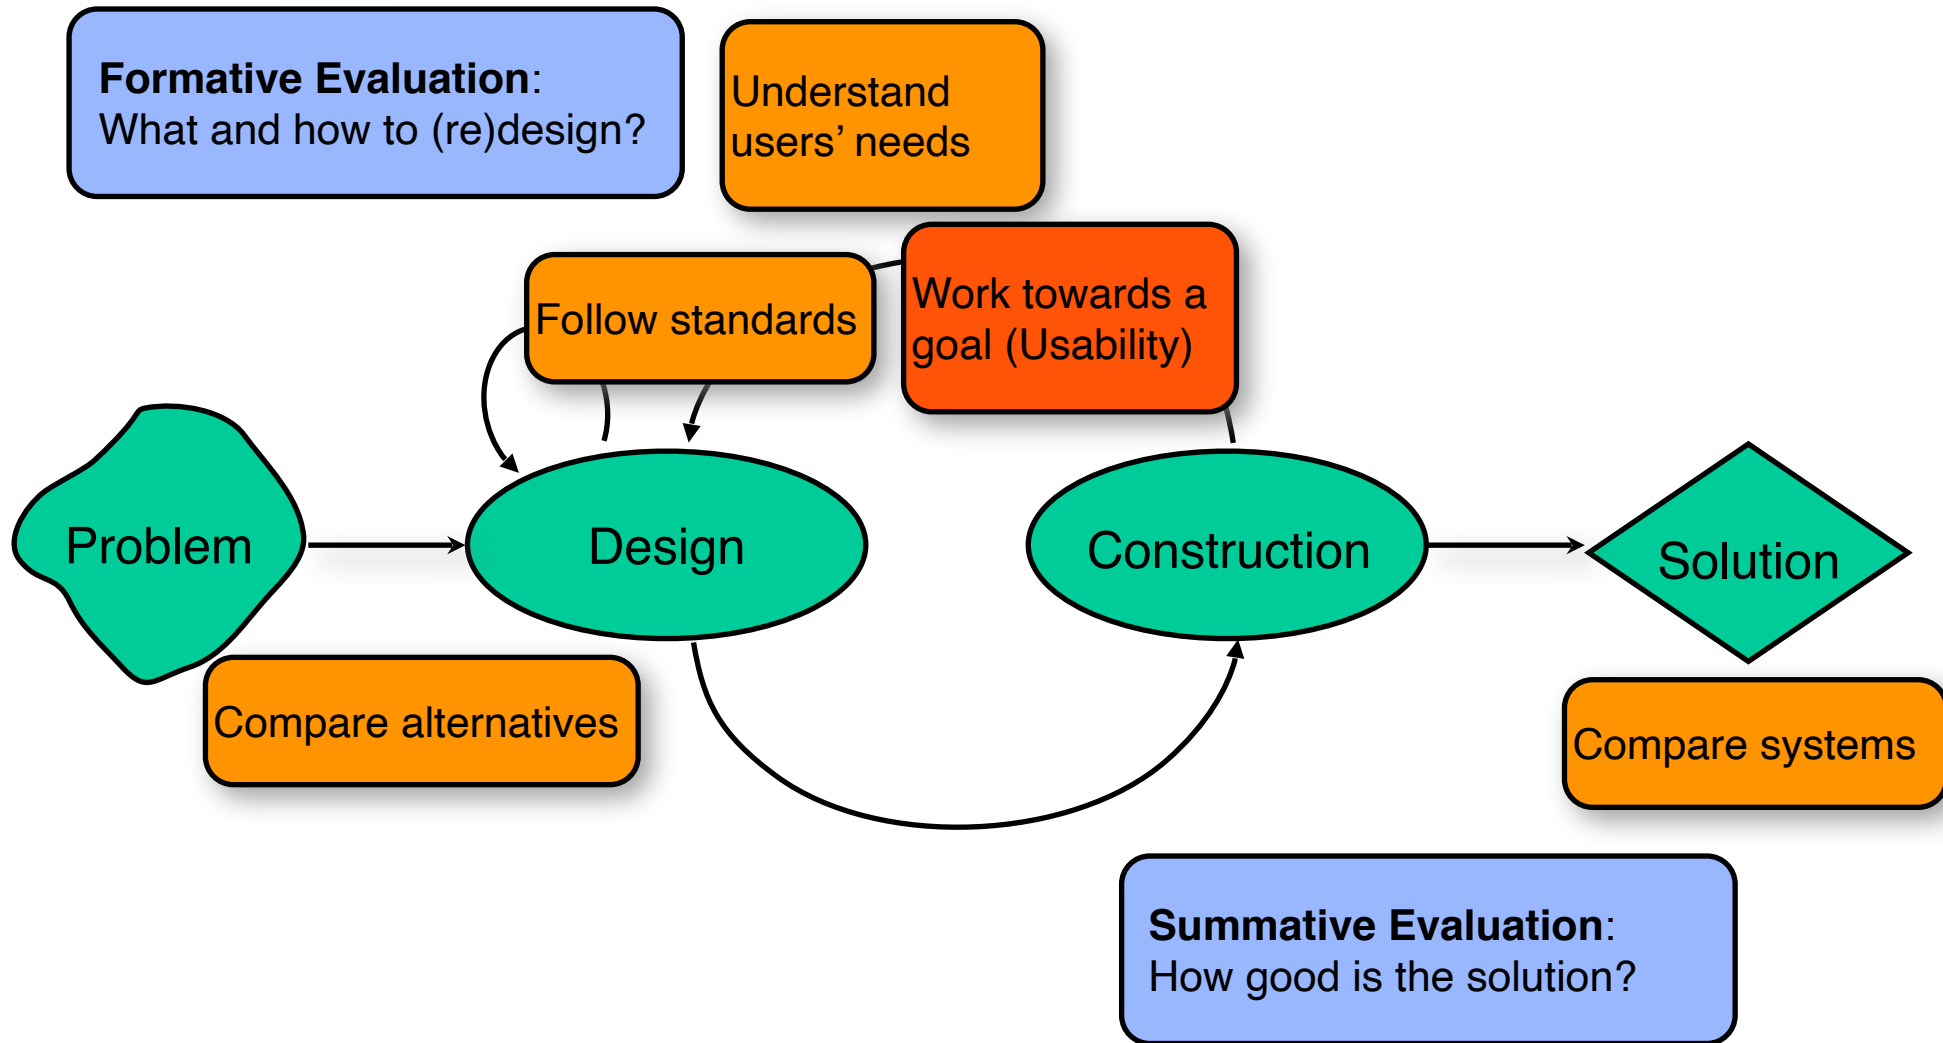 Formative Evaluation:
What and how to (re)design?
Understand
users’ needs
Follow standards
Work towards a
goal (Usability)
Problem
Design
Construction
Solution
Compare alternatives
Compare systems
Summative Evaluation:
How good is the solution?